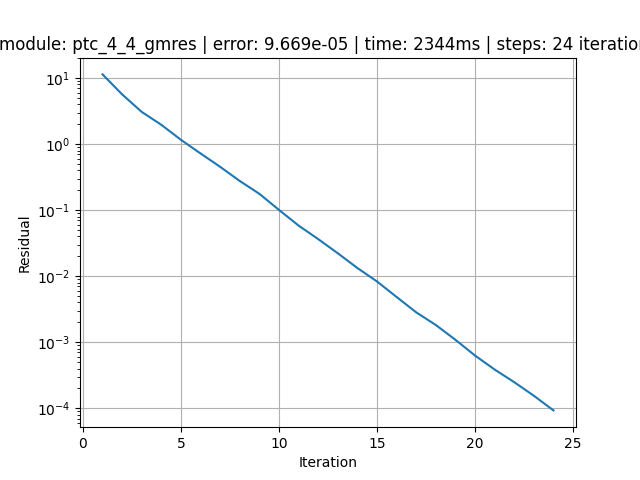 module: ptc_4_4_gmres | error: 9.669e-05 | time: 2344ms | steps: 24 iteration
10¹
10⁰
10⁻¹
10⁻²
10⁻³
10⁻⁴
Residual
0 5 10 15 20 25
Iteration